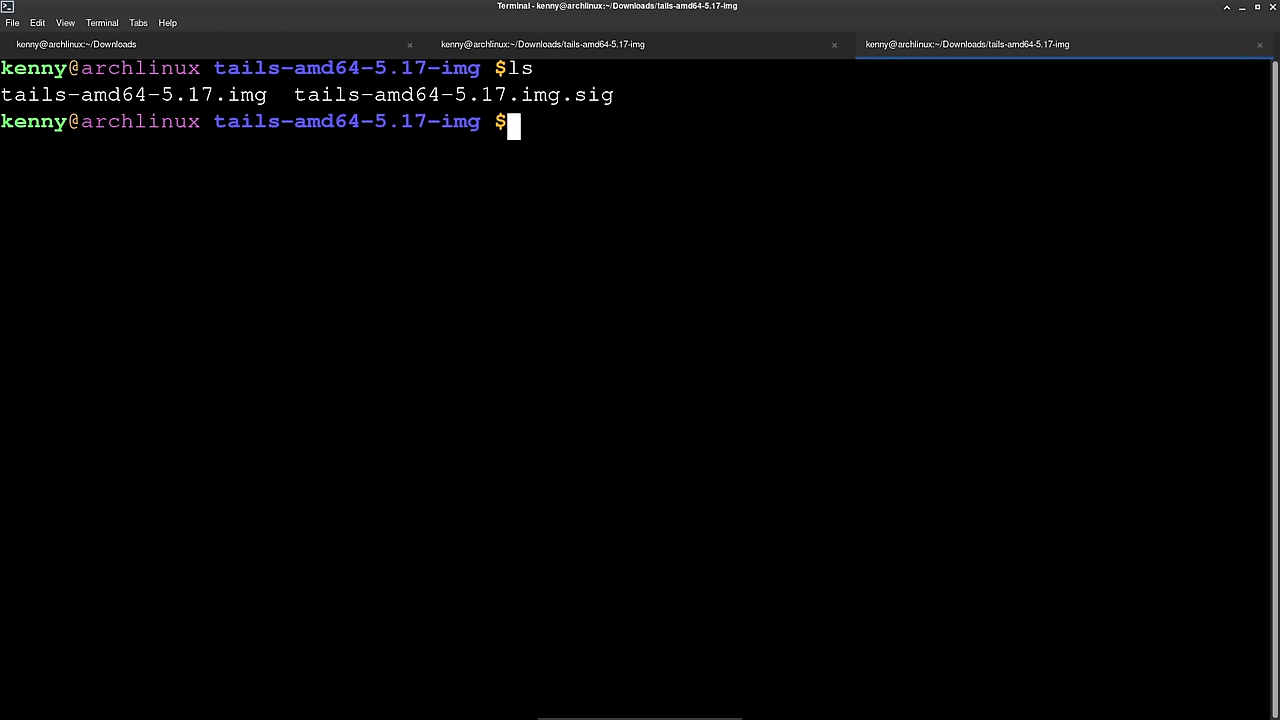 Terminal - kenny@archlinux:~/Downloads/tails-amd64-5.17-img
File Edit View Terminal Tabs Help
kenny@archlinux:~/Downloads × kenny@archlinux:~/Downloads/tails-amd64-5.17-img × kenny@archlinux:~/Downloads/tails-amd64-5.17-img ×
kenny@archlinux tails-amd64-5.17-img $ls
tails-amd64-5.17.img tails-amd64-5.17.img.sig
kenny@archlinux tails-amd64-5.17-img $